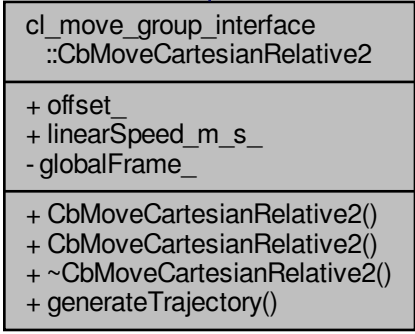 cl_move_group_interface
::CbMoveCartesianRelative2
+ offset_
+ linearSpeed_m_s_
- globalFrame_
+ CbMoveCartesianRelative2()
+ CbMoveCartesianRelative2()
+ ~CbMoveCartesianRelative2()
+ generateTrajectory()